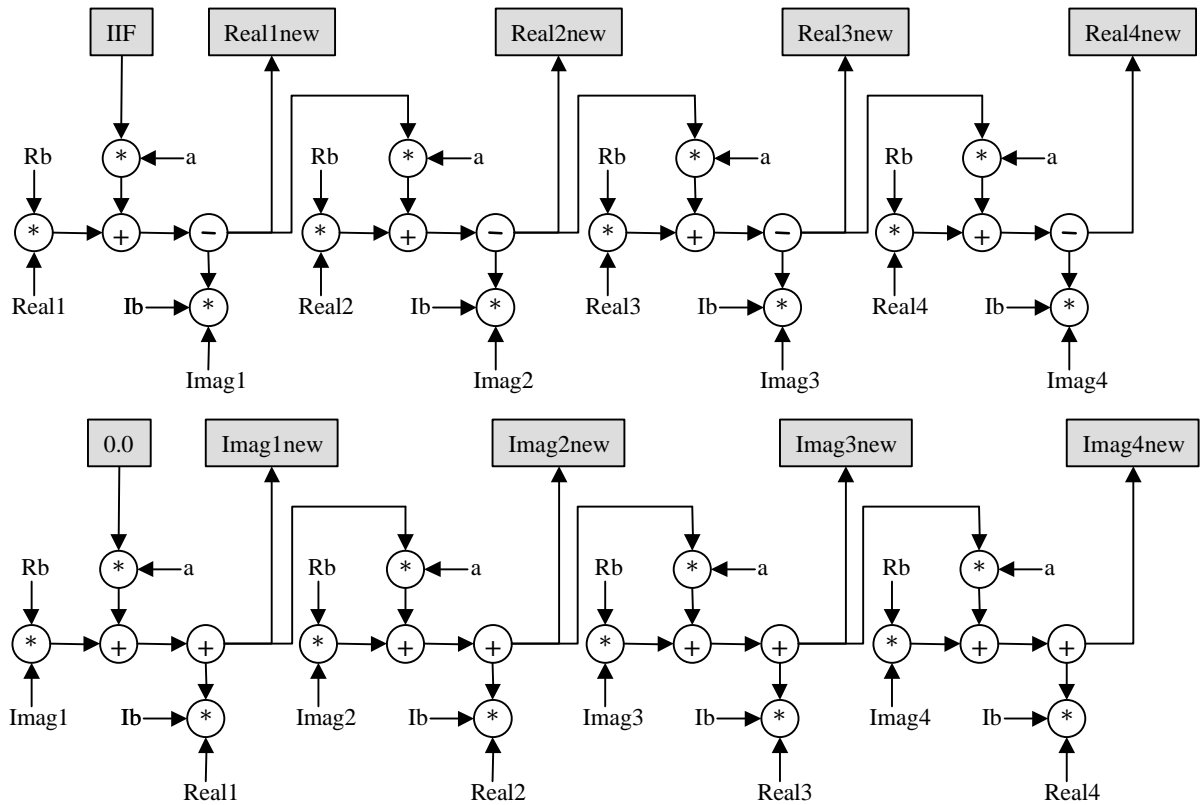 IIF Real1new Real2new Real3new Real4new
Rb * a Rb * a Rb * a Rb * a
* + − * + − * + − * + −
Real1 Ib * Real2 Ib * Real3 Ib * Real4 Ib *
Imag1 Imag2 Imag3 Imag4
0.0 Imag1new Imag2new Imag3new Imag4new
Rb * a Rb * a Rb * a Rb * a
* + + * + + * + + * + +
Imag1 Ib * Imag2 Ib * Imag3 Ib * Imag4 Ib *
Real1 Real2 Real3 Real4